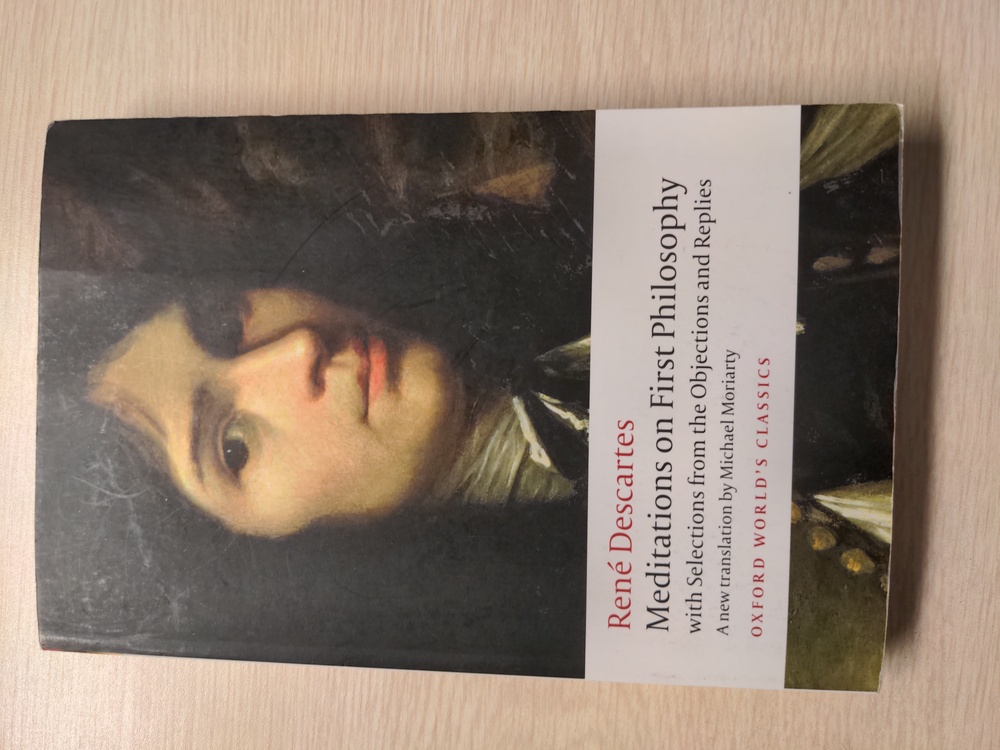 René Descartes
Meditations on First Philosophy
with Selections from the Objections and Replies
A new translation by Michael Moriarty
OXFORD WORLD'S CLASSICS